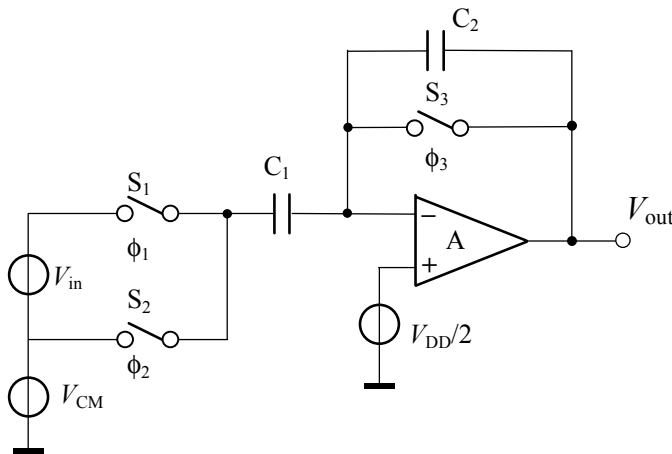 C2
S3
ϕ3
C1
S1
ϕ1
Vin
S2
ϕ2
VCM
−
A
+
VDD/2
Vout